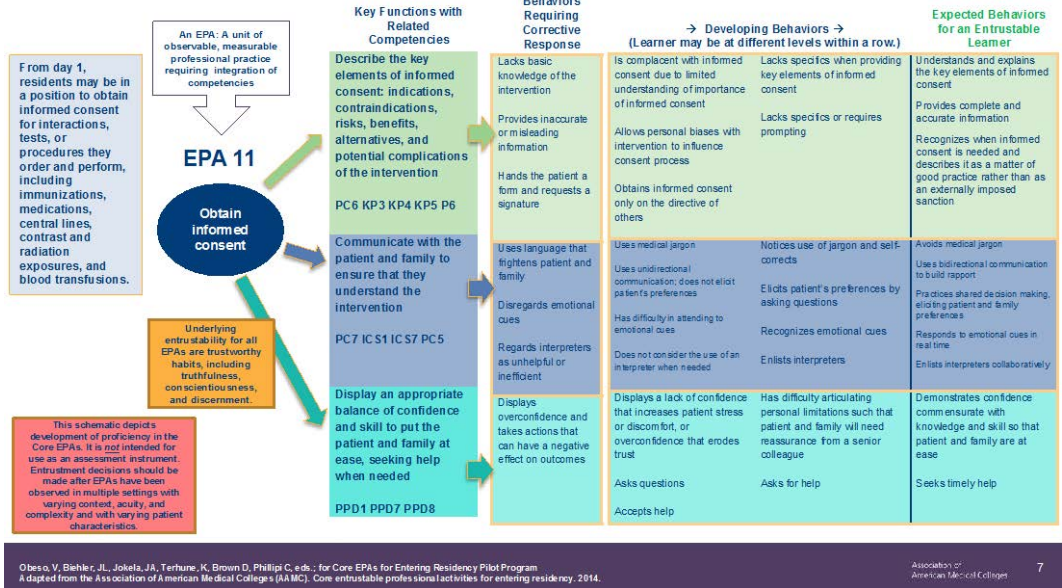 An EPA: A unit of
observable, measurable
professional practice
requiring integration of
competencies
From day 1,
residents may be in
a position to obtain
informed consent
for interactions,
tests, or
procedures they
order and perform,
including
immunizations,
medications,
central lines,
contrast and
radiation
exposures, and
blood transfusions.
EPA 11
Obtain
informed
consent
Underlying
entrustability for all
EPAs are trustworthy
habits, including
truthfulness,
conscientiousness,
and discernment.
This schematic depicts
development of proficiency in the
Core EPAs. It is not intended for
use as an assessment instrument.
Entrustment decisions should be
made after EPAs have been
observed in multiple settings with
varying context, acuity, and
complexity and with varying patient
characteristics.
Key Functions with
Related
Competencies
Behaviors
Requiring
Corrective
Response
→ Developing Behaviors →
(Learner may be at different levels within a row.)
Expected Behaviors
for an Entrustable
Learner
Describe the key
elements of informed
consent: indications,
contraindications,
risks, benefits,
alternatives, and
potential complications
of the intervention
PC6 KP3 KP4 KP5 P6
Lacks basic
knowledge of the
intervention
Provides inaccurate
or misleading
information
Hands the patient a
form and requests a
signature
Is complacent with informed
consent due to limited
understanding of importance
of informed consent
Allows personal biases with
intervention to influence
consent process
Obtains informed consent
only on the directive of
others
Lacks specifics when providing
key elements of informed
consent
Lacks specifics or requires
prompting
Understands and explains
the key elements of informed
consent
Provides complete and
accurate information
Recognizes when informed
consent is needed and
describes it as a matter of
good practice rather than as
an externally imposed
sanction
Communicate with the
patient and family to
ensure that they
understand the
intervention
PC7 ICS1 ICS7 PC5
Uses language that
frightens patient and
family
Disregards emotional
cues
Regards interpreters
as unhelpful or
inefficient
Uses medical jargon
Uses unidirectional
communication; does not elicit
patient's preferences
Has difficulty in attending to
emotional cues
Does not consider the use of an
interpreter when needed
Notices use of jargon and self-
corrects
Elicits patient's preferences by
asking questions
Recognizes emotional cues
Enlists interpreters
Avoids medical jargon
Uses bidirectional communication
to build rapport
Practices shared decision making,
eliciting patient and family
preferences
Responds to emotional cues in
real time
Enlists interpreters collaboratively
Display an appropriate
balance of confidence
and skill to put the
patient and family at
ease, seeking help
when needed
PPD1 PPD7 PPD8
Displays
overconfidence and
takes actions that
can have a negative
effect on outcomes
Displays a lack of confidence
that increases patient stress
or discomfort, or
overconfidence that erodes
trust
Asks questions
Accepts help
Has difficulty articulating
personal limitations such that
patient and family will need
reassurance from a senior
colleague
Asks for help
Demonstrates confidence
commensurate with
knowledge and skill so that
patient and family are at
ease
Seeks timely help
Obeso, V, Biehler, JL, Jokela, JA, Terhune, K, Brown D, Phillipi C, eds.; for Core EPAs for Entering Residency Pilot Program
Adapted from the Association of American Medical Colleges (AAMC). Core entrustable professional activities for entering residency. 2014.
Association of
American Medical Colleges
7